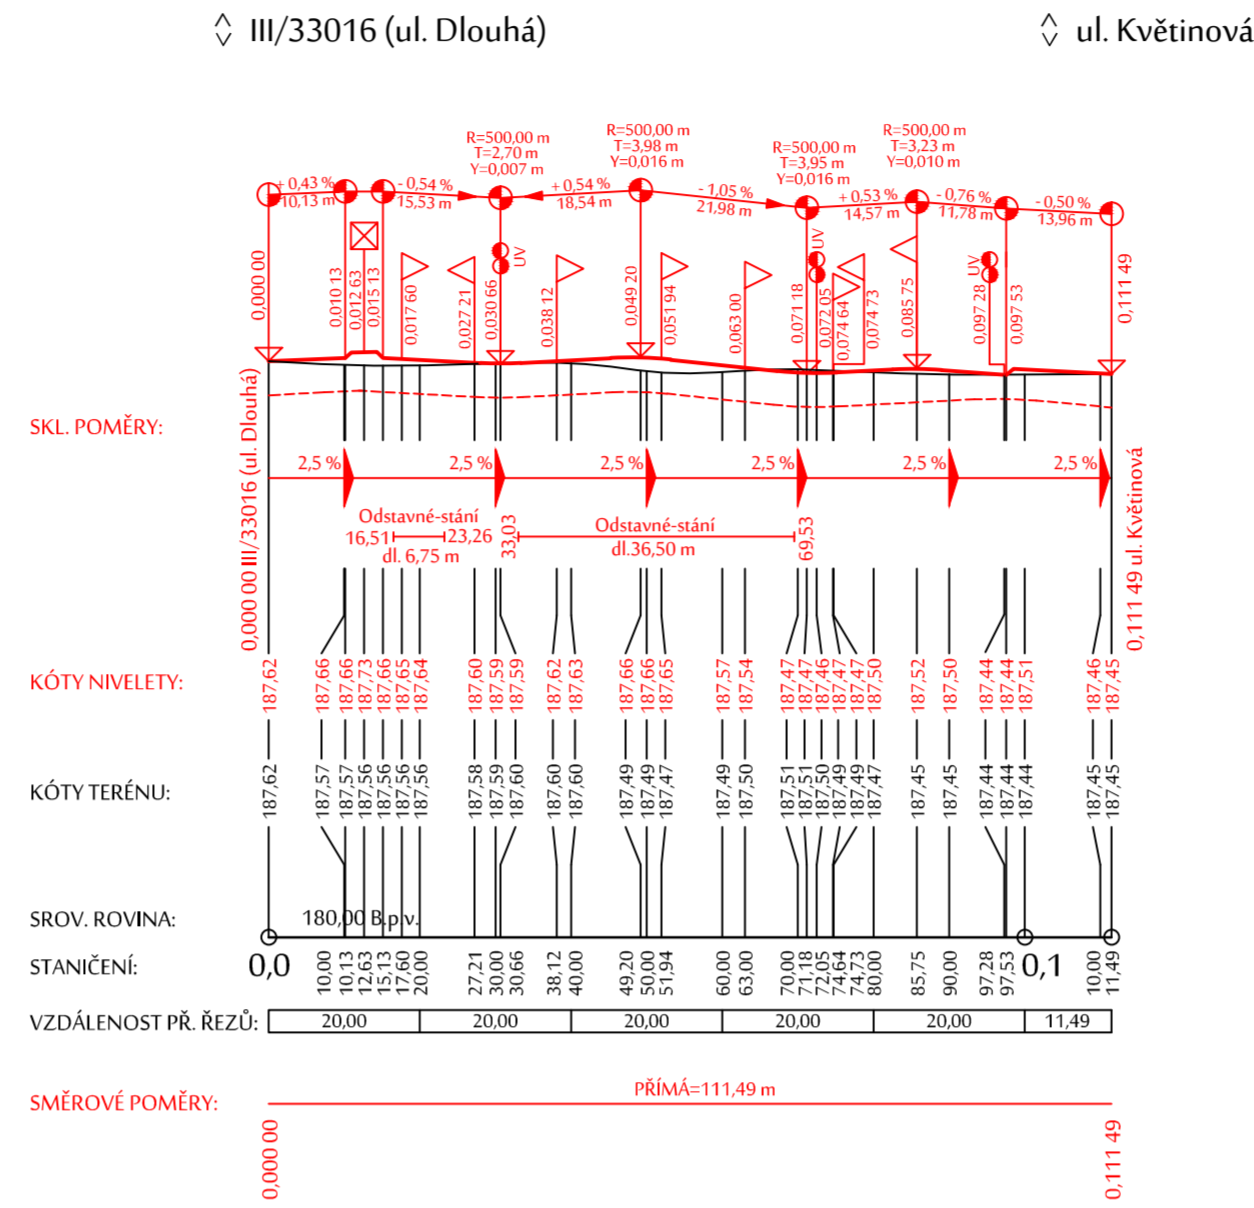 III/33016 (ul. Dlouhá)
ul. Květinová
R=500,00 m
T=2,70 m
Y=0,007 m
R=500,00 m
T=3,98 m
Y=0,016 m
R=500,00 m
T=3,95 m
Y=0,016 m
R=500,00 m
T=3,23 m
Y=0,010 m
+ 0,43 %
10,13 m
- 0,54 %
15,53 m
+ 0,54 %
18,54 m
- 1,05 %
21,98 m
+ 0,53 %
14,57 m
- 0,76 %
11,78 m
- 0,50 %
13,96 m
UV
UV
UV
0,000 00
0,010 13
0,012 63
0,015 13
0,017 60
0,027 21
0,030 66
0,038 12
0,049 20
0,051 94
0,063 00
0,071 18
0,072 05
0,074 64
0,074 73
0,085 75
0,097 28
0,097 53
0,111 49
SKL. POMĚRY:
0,000 00 III/33016 (ul. Dlouhá)
2,5 %
2,5 %
2,5 %
2,5 %
2,5 %
2,5 %
0,111 49 ul. Květinová
Odstavné-stání
16,51
23,26
dl. 6,75 m
33,03
Odstavné-stání
dl.36,50 m
69,53
KÓTY NIVELETY:
187,62
187,66
187,66
187,73
187,66
187,65
187,64
187,60
187,59
187,59
187,62
187,63
187,66
187,66
187,65
187,57
187,54
187,47
187,47
187,46
187,47
187,47
187,50
187,52
187,50
187,44
187,44
187,51
187,46
187,45
KÓTY TERÉNU:
187,62
187,57
187,57
187,56
187,56
187,56
187,56
187,58
187,59
187,60
187,60
187,60
187,49
187,49
187,47
187,49
187,50
187,51
187,51
187,50
187,49
187,49
187,47
187,45
187,45
187,44
187,44
187,44
187,45
187,45
SROV. ROVINA:
180,00 B.p.v.
STANIČENÍ:
0,0
10,00
10,13
12,63
15,13
17,60
20,00
27,21
30,00
30,66
38,12
40,00
49,20
50,00
51,94
60,00
63,00
70,00
71,18
72,05
74,64
74,73
80,00
85,75
90,00
97,28
97,53
0,1
10,00
11,49
VZDÁLENOST PŘ. ŘEZŮ:
20,00
20,00
20,00
20,00
20,00
11,49
SMĚROVÉ POMĚRY:
PŘÍMÁ=111,49 m
0,000 00
0,111 49